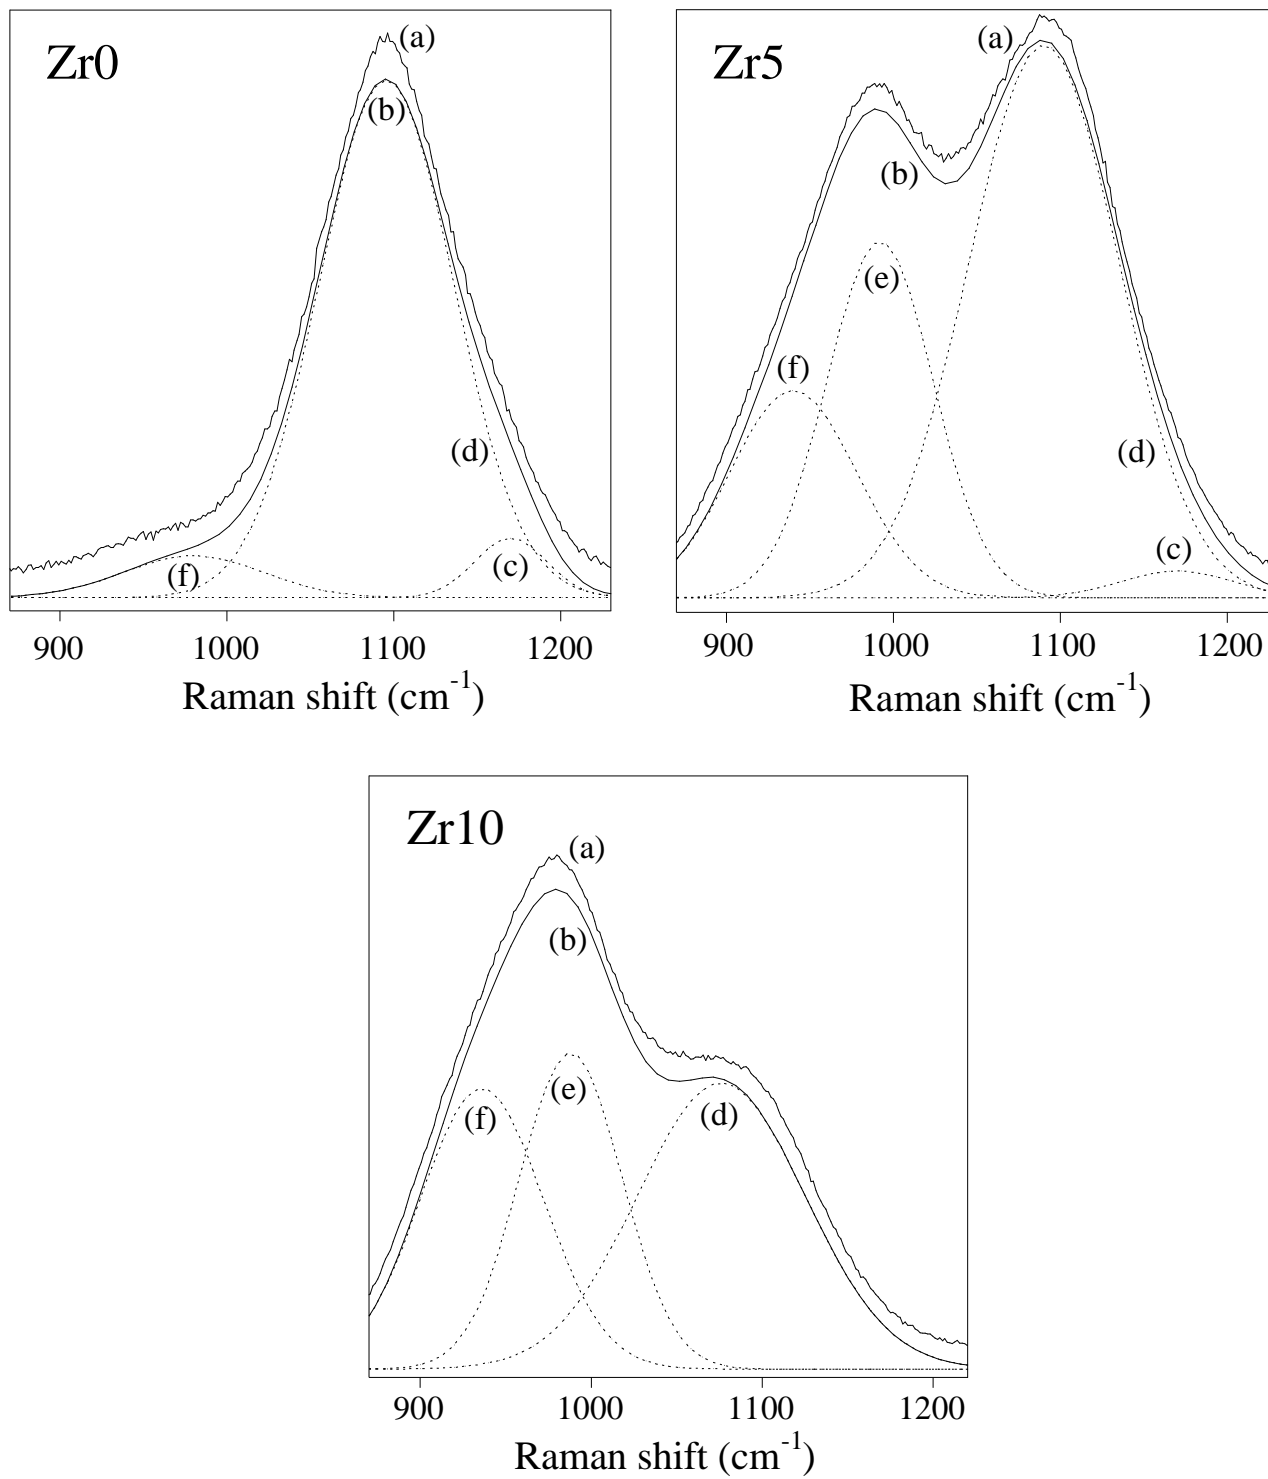 Zr0
(a)
(b)
(d)
(c)
(f)
900 1000 1100 1200
Raman shift (cm⁻¹)
Zr5
(a)
(b)
(e)
(f)
(d)
(c)
900 1000 1100 1200
Raman shift (cm⁻¹)
Zr10
(a)
(b)
(e)
(f)
(d)
900 1000 1100 1200
Raman shift (cm⁻¹)